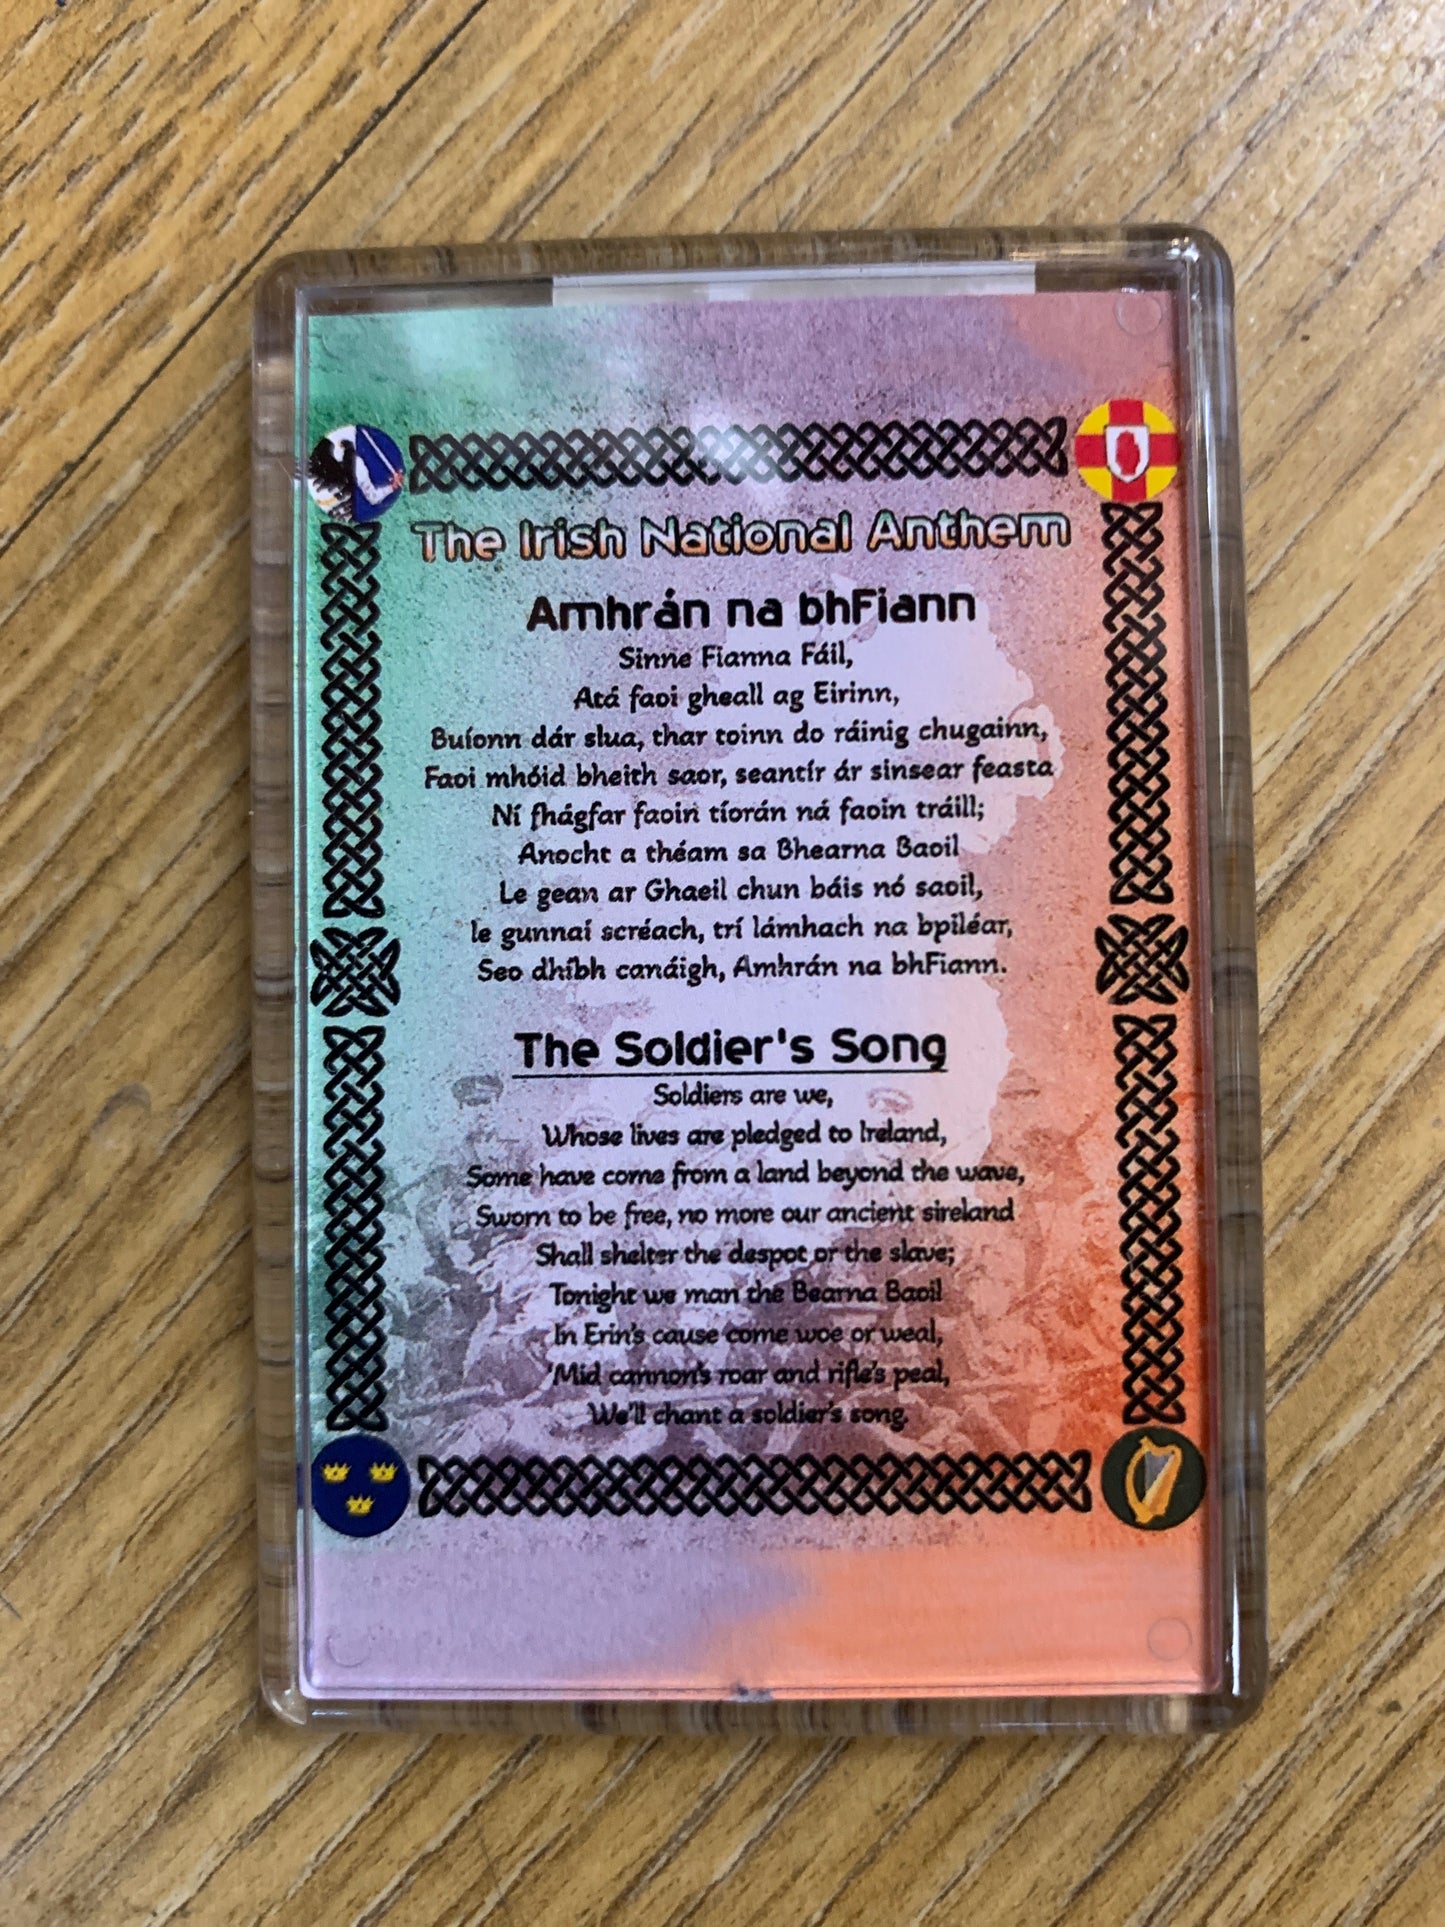 The Irish National Anthem
Amhrán na bhFiann
Sinne Fianna Fáil,
Atá faoi gheall ag Eirinn,
Buíonn dár slua, thar toinn do ráinig chugainn,
Faoi mhóid bheith saor, seantír ár sinsear feasta
Ní fhágfar faoin tíorán ná faoin tráill;
Anocht a théam sa Bhearna Baoil
Le gean ar Ghaeil chun báis nó saoil,
le gunnaí scréach, trí lámhach na bpiléar,
Seo dhíbh canáigh, Amhrán na bhFiann.
The Soldier's Song
Soldiers are we,
Whose lives are pledged to Ireland,
Some have come from a land beyond the wave,
Sworn to be free, no more our ancient sireland
Shall shelter the despot or the slave;
Tonight we man the Bearna Baoil
In Erin's cause come woe or weal,
'Mid cannon's roar and rifle's peal,
We'll chant a soldier's song.